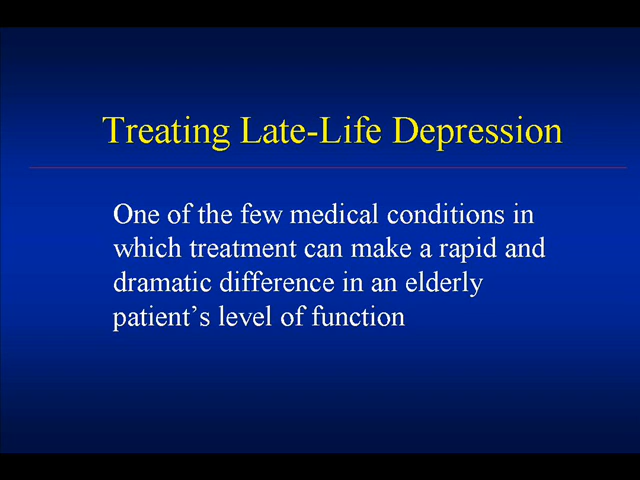 Treating Late-Life Depression
One of the few medical conditions in
which treatment can make a rapid and
dramatic difference in an elderly
patient’s level of function